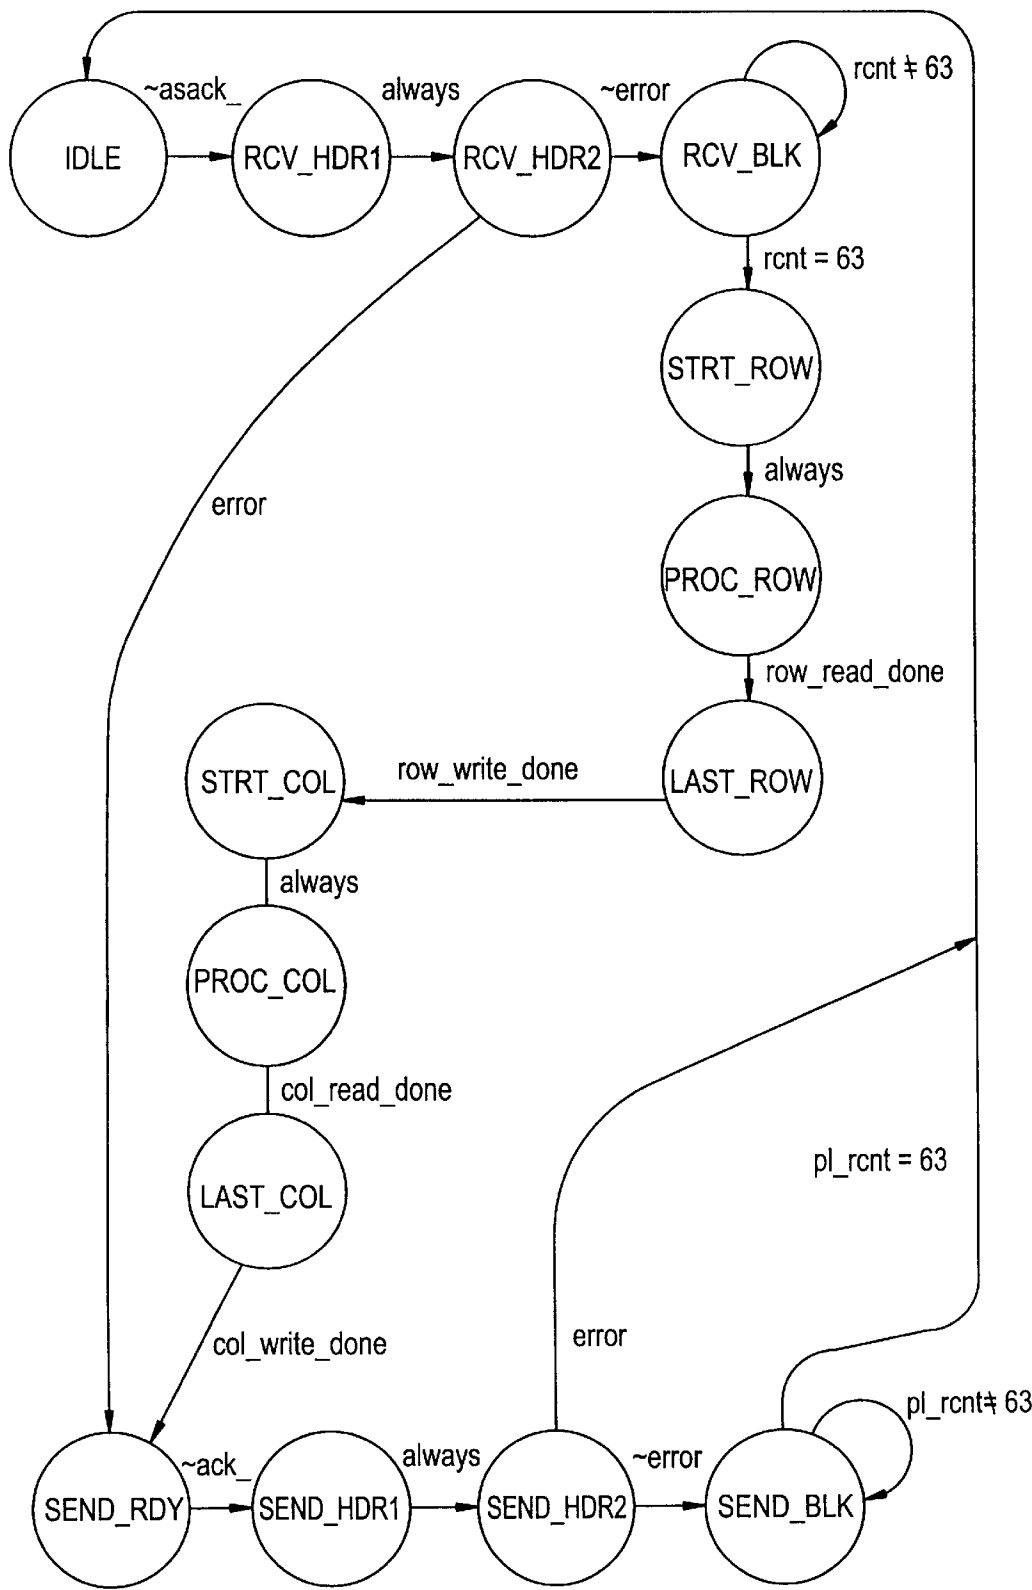 ~asack_
always
~error
rcnt ≠ 63
IDLE
RCV_HDR1
RCV_HDR2
RCV_BLK
rcnt = 63
STRT_ROW
always
error
PROC_ROW
row_read_done
row_write_done
STRT_COL
LAST_ROW
always
PROC_COL
col_read_done
pl_rcnt = 63
LAST_COL
error
col_write_done
pl_rcnt≠ 63
~ack_
always
~error
SEND_RDY
SEND_HDR1
SEND_HDR2
SEND_BLK